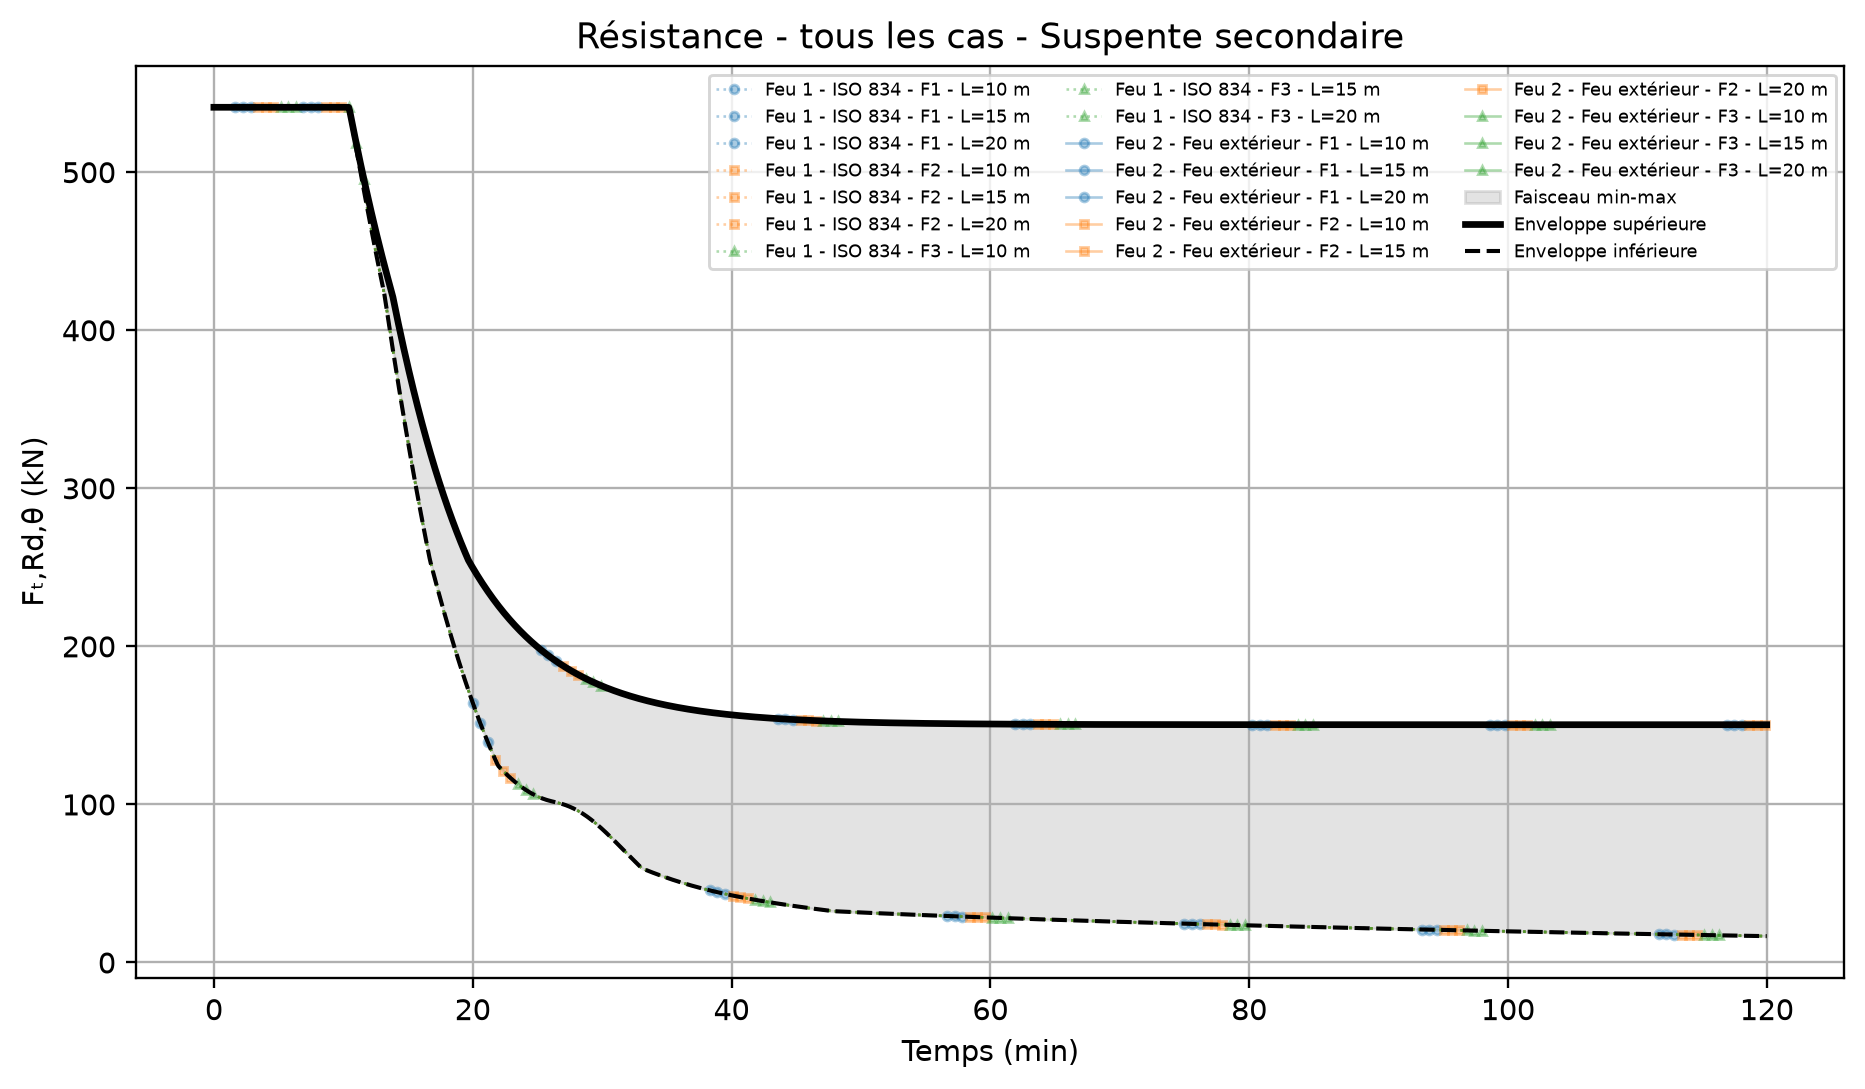 Résistance - tous les cas - Suspente secondaire
Feu 1 - ISO 834 - F1 - L=10 m
Feu 1 - ISO 834 - F1 - L=15 m
Feu 1 - ISO 834 - F1 - L=20 m
Feu 1 - ISO 834 - F2 - L=10 m
Feu 1 - ISO 834 - F2 - L=15 m
Feu 1 - ISO 834 - F2 - L=20 m
Feu 1 - ISO 834 - F3 - L=10 m
Feu 1 - ISO 834 - F3 - L=15 m
Feu 1 - ISO 834 - F3 - L=20 m
Feu 2 - Feu extérieur - F1 - L=10 m
Feu 2 - Feu extérieur - F1 - L=15 m
Feu 2 - Feu extérieur - F1 - L=20 m
Feu 2 - Feu extérieur - F2 - L=10 m
Feu 2 - Feu extérieur - F2 - L=15 m
Feu 2 - Feu extérieur - F2 - L=20 m
Feu 2 - Feu extérieur - F3 - L=10 m
Feu 2 - Feu extérieur - F3 - L=15 m
Feu 2 - Feu extérieur - F3 - L=20 m
Faisceau min-max
Enveloppe supérieure
Enveloppe inférieure
Fₜ,Rd,θ (kN)
500
400
300
200
100
0
0 20 40 60 80 100 120
Temps (min)